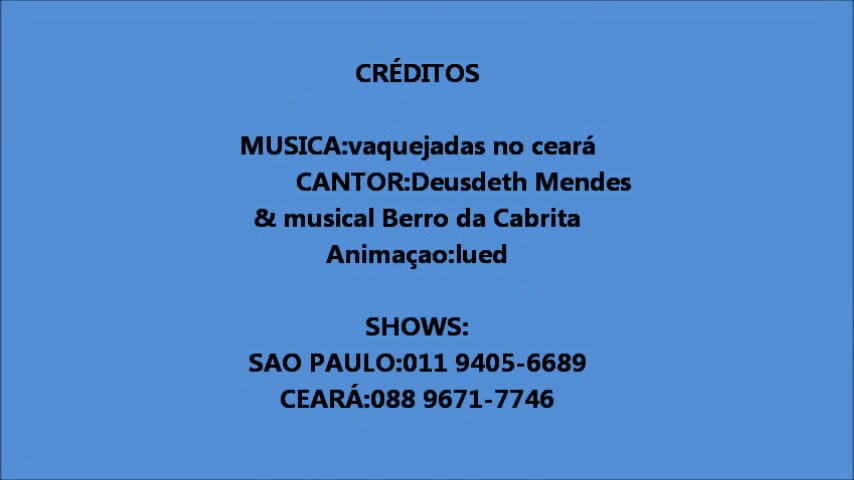 CRÉDITOS
MUSICA:vaquejadas no ceará
CANTOR:Deusdeth Mendes
& musical Berro da Cabrita
Animaçao:lued
SHOWS:
SAO PAULO:011 9405-6689
CEARÁ:088 9671-7746